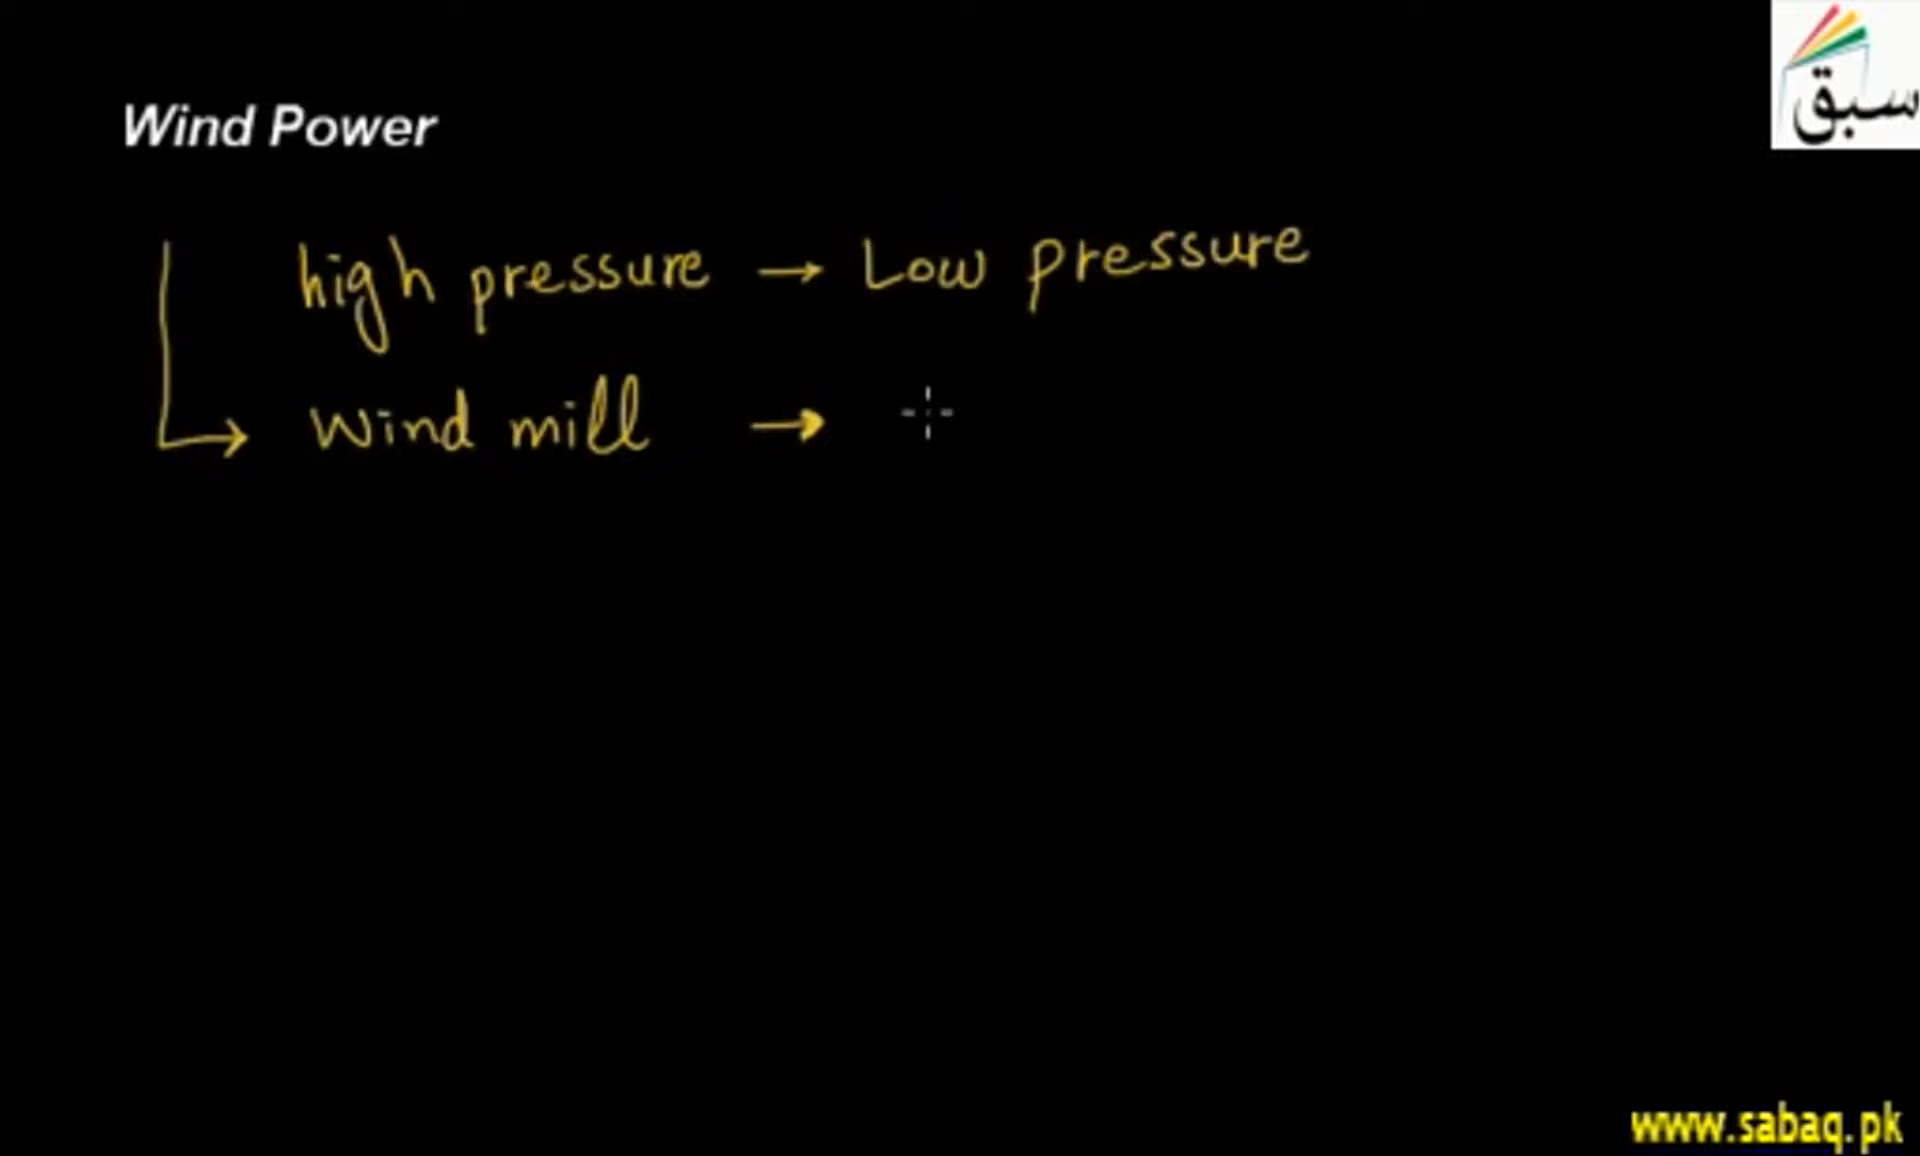 سبق
Wind Power
high pressure → Low pressure
Wind mill →
www.sabaq.pk